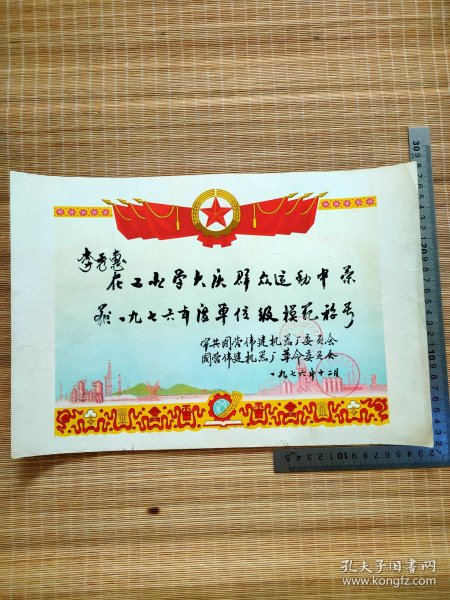 李秀惠
在工业学大庆群众运动中荣
获一九七六年度单位级模范称号
中共国营伟建机器厂委员会
国营伟建机器厂革命委员会
一九七六年十二月
孔夫子旧书网
www.kongfz.com